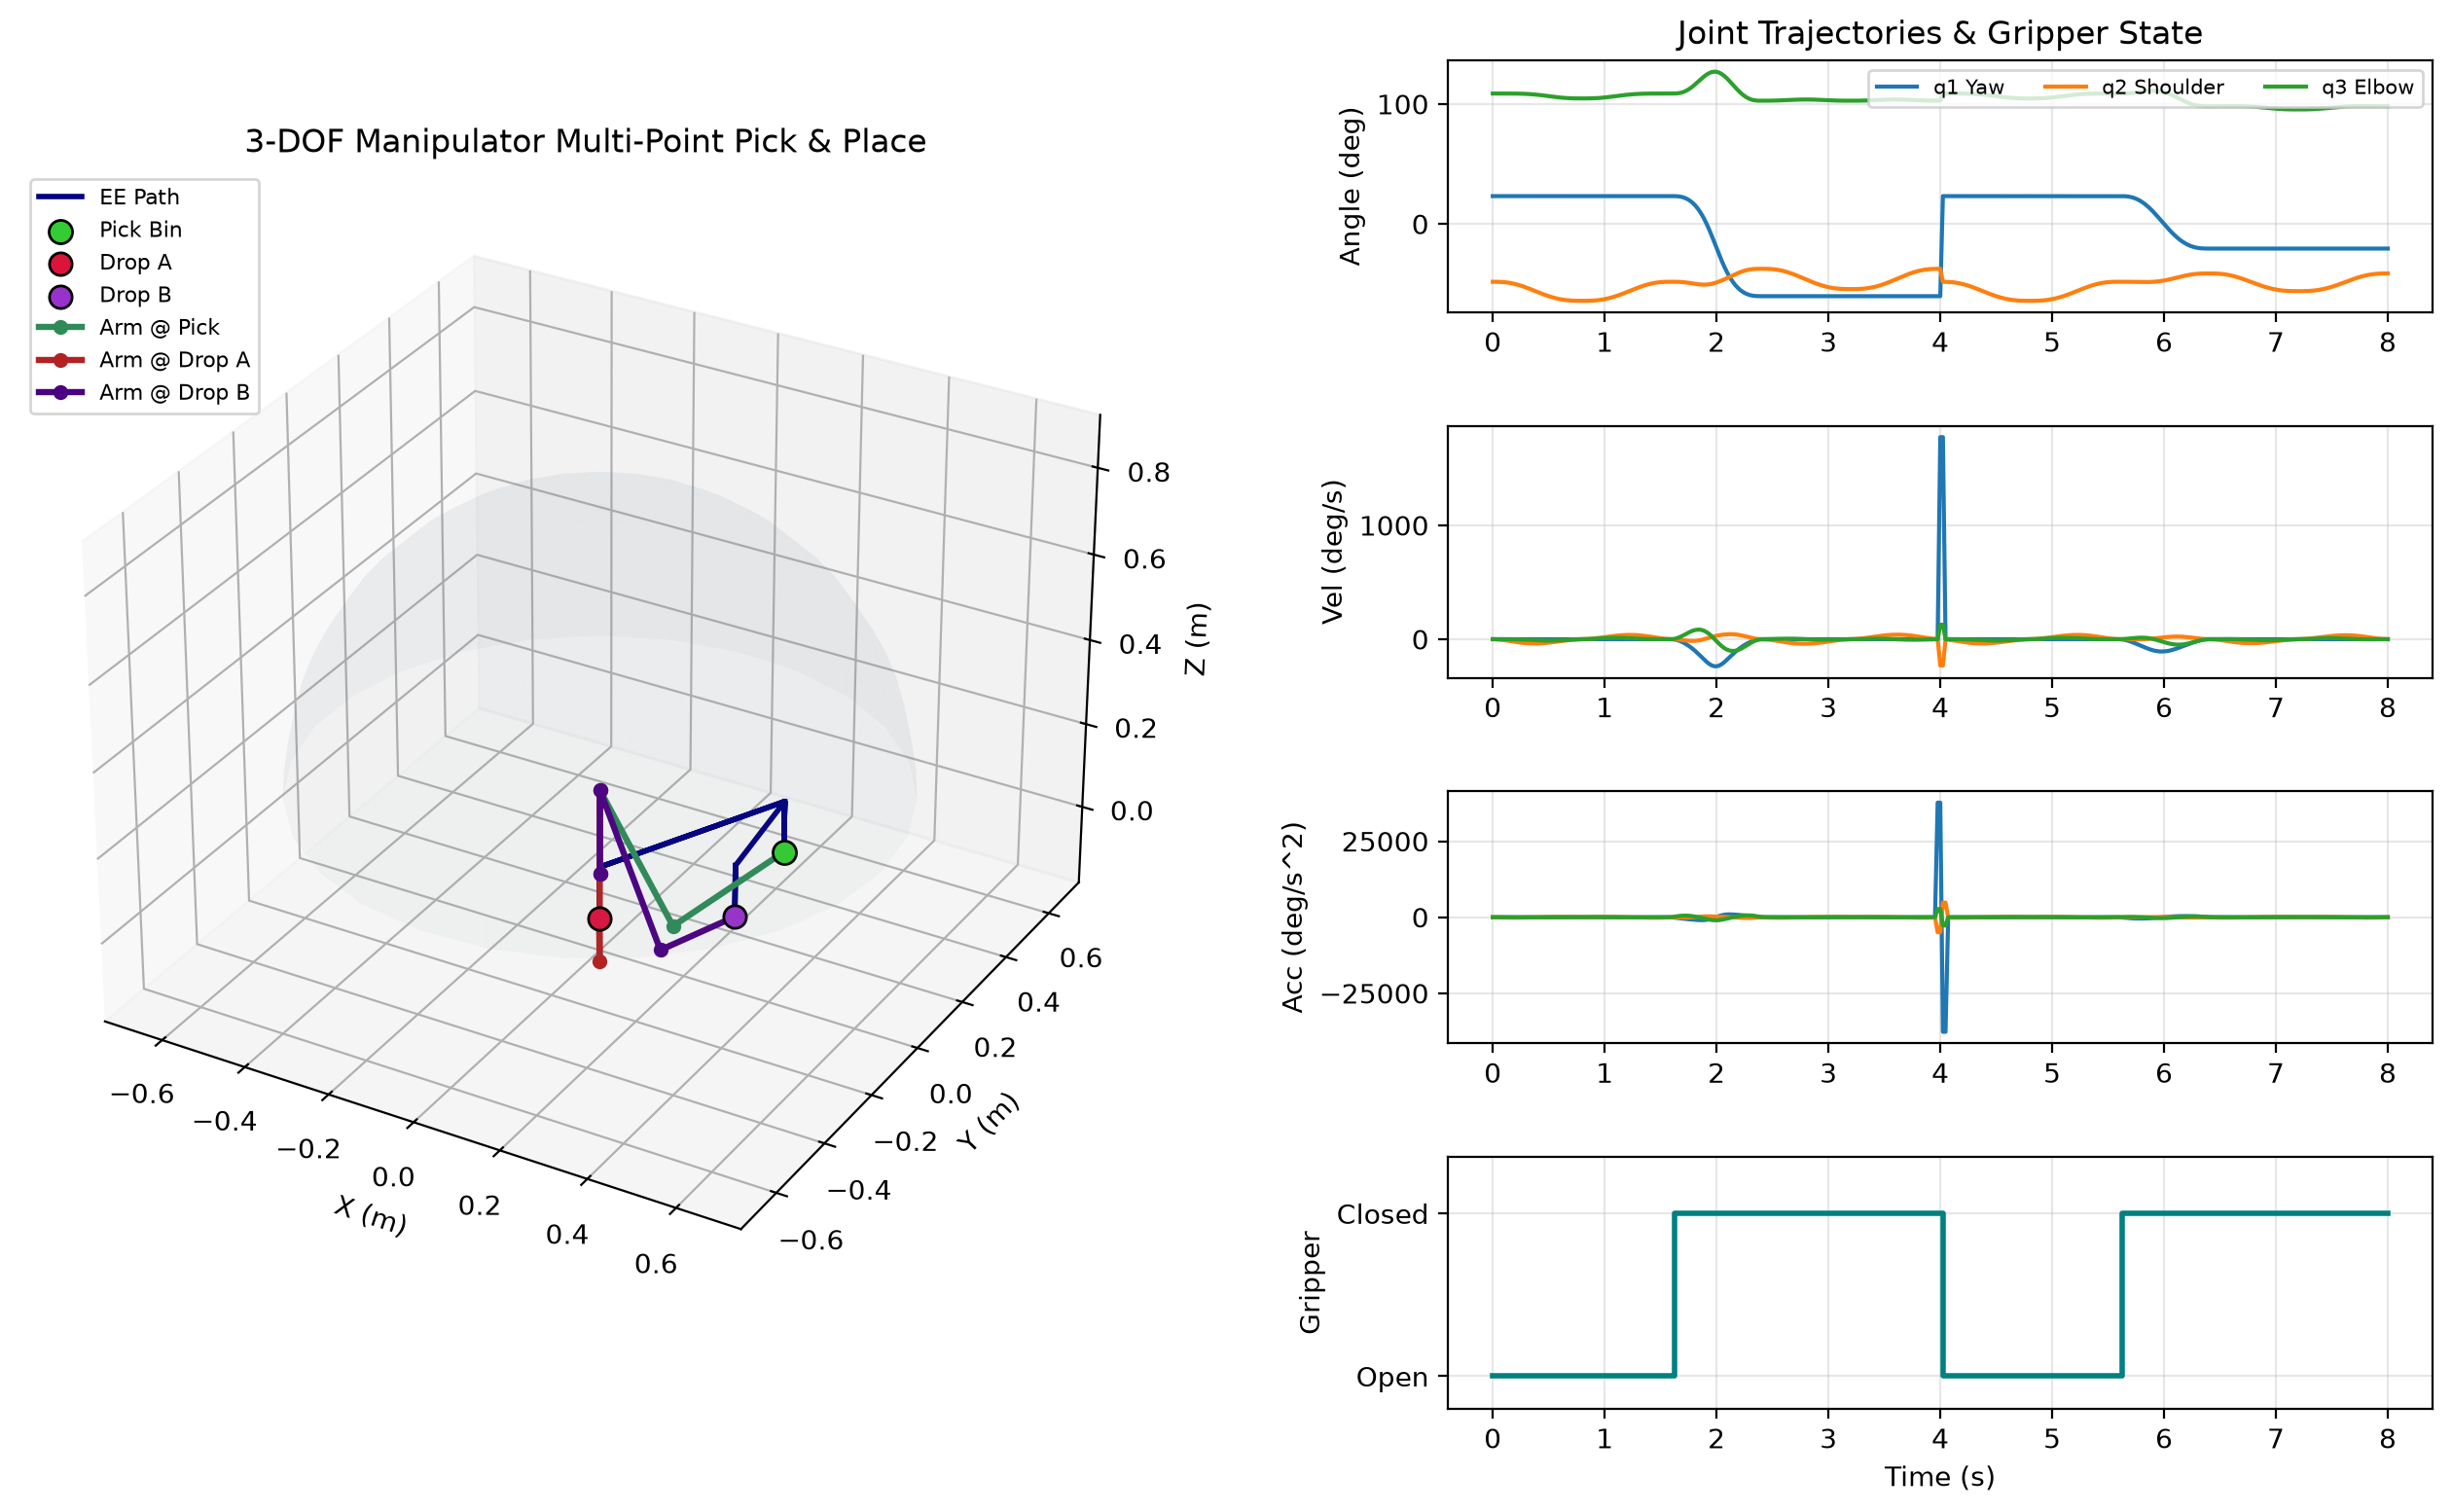 3-DOF Manipulator Multi-Point Pick & Place
EE Path
Pick Bin
Drop A
Drop B
Arm @ Pick
Arm @ Drop A
Arm @ Drop B
0.8
0.6
0.4
0.2
0.0
Z (m)
−0.6
−0.4
−0.2
0.0
0.2
0.4
0.6
X (m)
0.6
0.4
0.2
0.0
−0.2
−0.4
−0.6
Y (m)
Joint Trajectories & Gripper State
q1 Yaw q2 Shoulder q3 Elbow
Angle (deg)
100
0
0 1 2 3 4 5 6 7 8
Vel (deg/s)
1000
0
0 1 2 3 4 5 6 7 8
Acc (deg/s^2)
25000
0
−25000
0 1 2 3 4 5 6 7 8
Gripper
Closed
Open
0 1 2 3 4 5 6 7 8
Time (s)